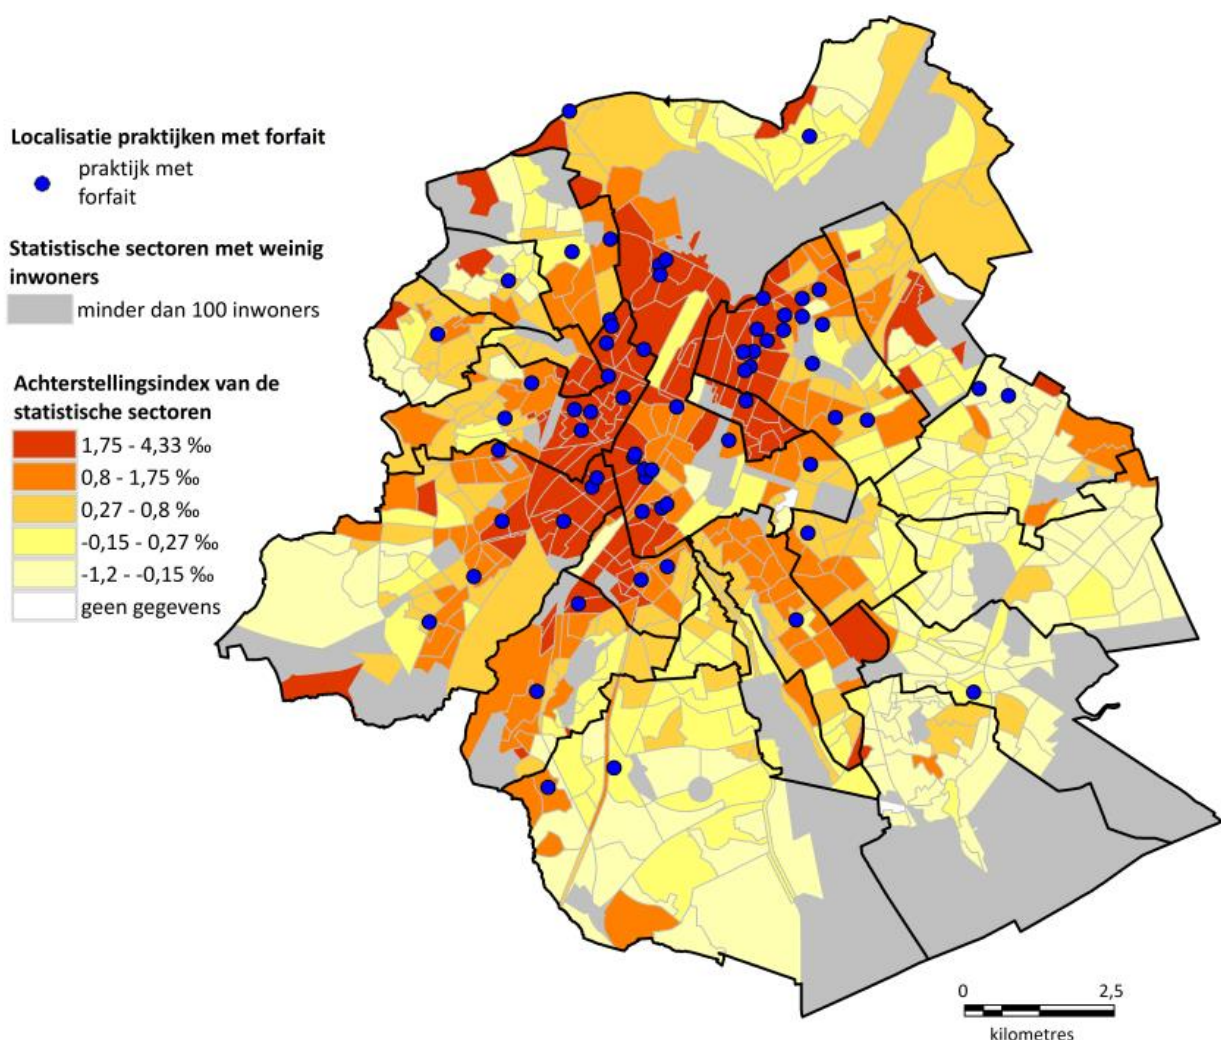 Localisatie praktijken met forfait
praktijk met
forfait
Statistische sectoren met weinig
inwoners
minder dan 100 inwoners
Achterstellingsindex van de
statistische sectoren
1,75 - 4,33 ‰
0,8 - 1,75 ‰
0,27 - 0,8 ‰
-0,15 - 0,27 ‰
-1,2 - -0,15 ‰
geen gegevens
0 2,5
kilometres